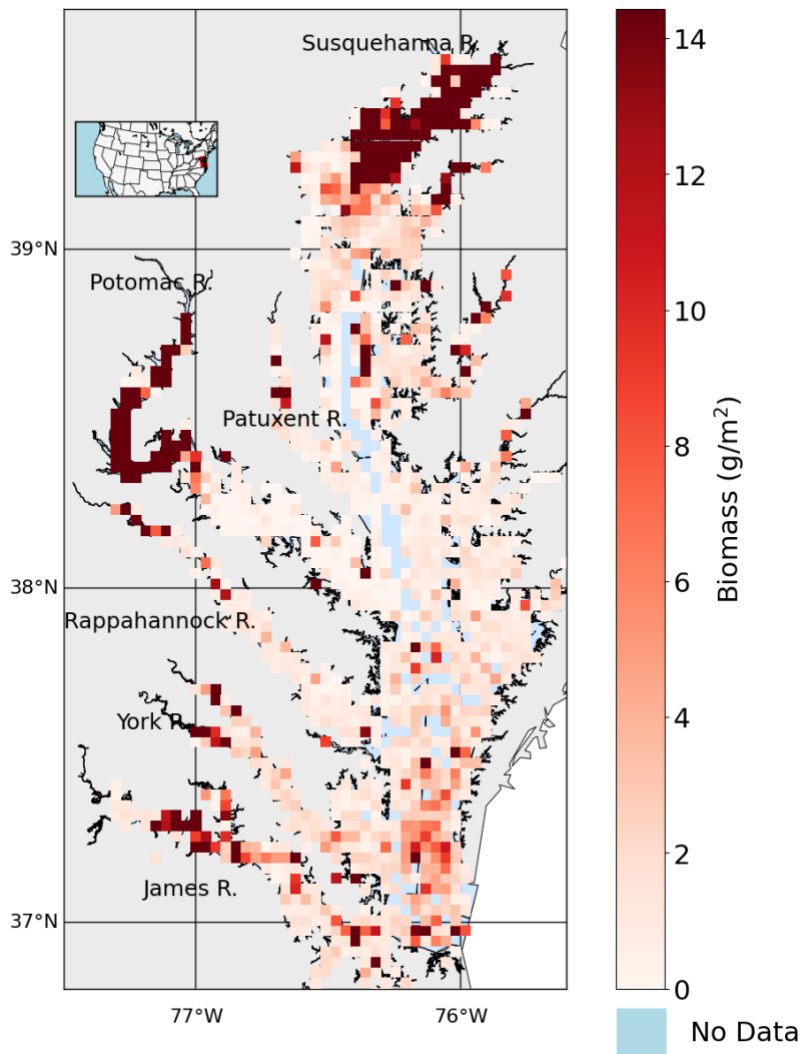 Susquehanna R.
39°N
Potomac R.
Patuxent R.
38°N
Rappahannock R.
York R.
James R.
37°N
77°W
76°W
14
12
10
8
6
4
2
0
Biomass (g/m²)
No Data